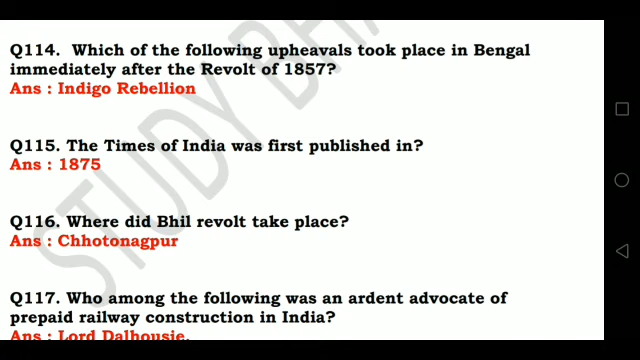 Q114. Which of the following upheavals took place in Bengal
immediately after the Revolt of 1857?
Ans : Indigo Rebellion
Q115. The Times of India was first published in?
Ans : 1875
Q116. Where did Bhil revolt take place?
Ans : Chhotonagpur
Q117. Who among the following was an ardent advocate of
prepaid railway construction in India?
Ans : Lord Dalhousie.
STUDY